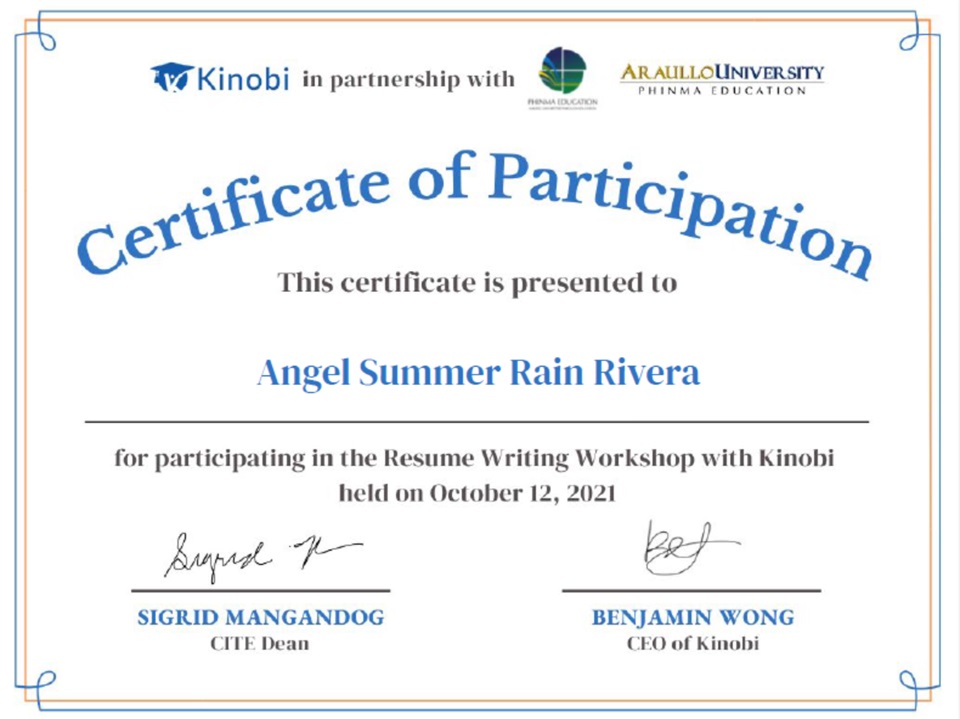 Kinobi in partnership with
PHINMA EDUCATION
ARAULLO UNIVERSITY
PHINMA EDUCATION
Certificate of Participation
This certificate is presented to
Angel Summer Rain Rivera
for participating in the Resume Writing Workshop with Kinobi
held on October 12, 2021
Sigrid
SIGRID MANGANDOG
CITE Dean
BENJAMIN WONG
CEO of Kinobi